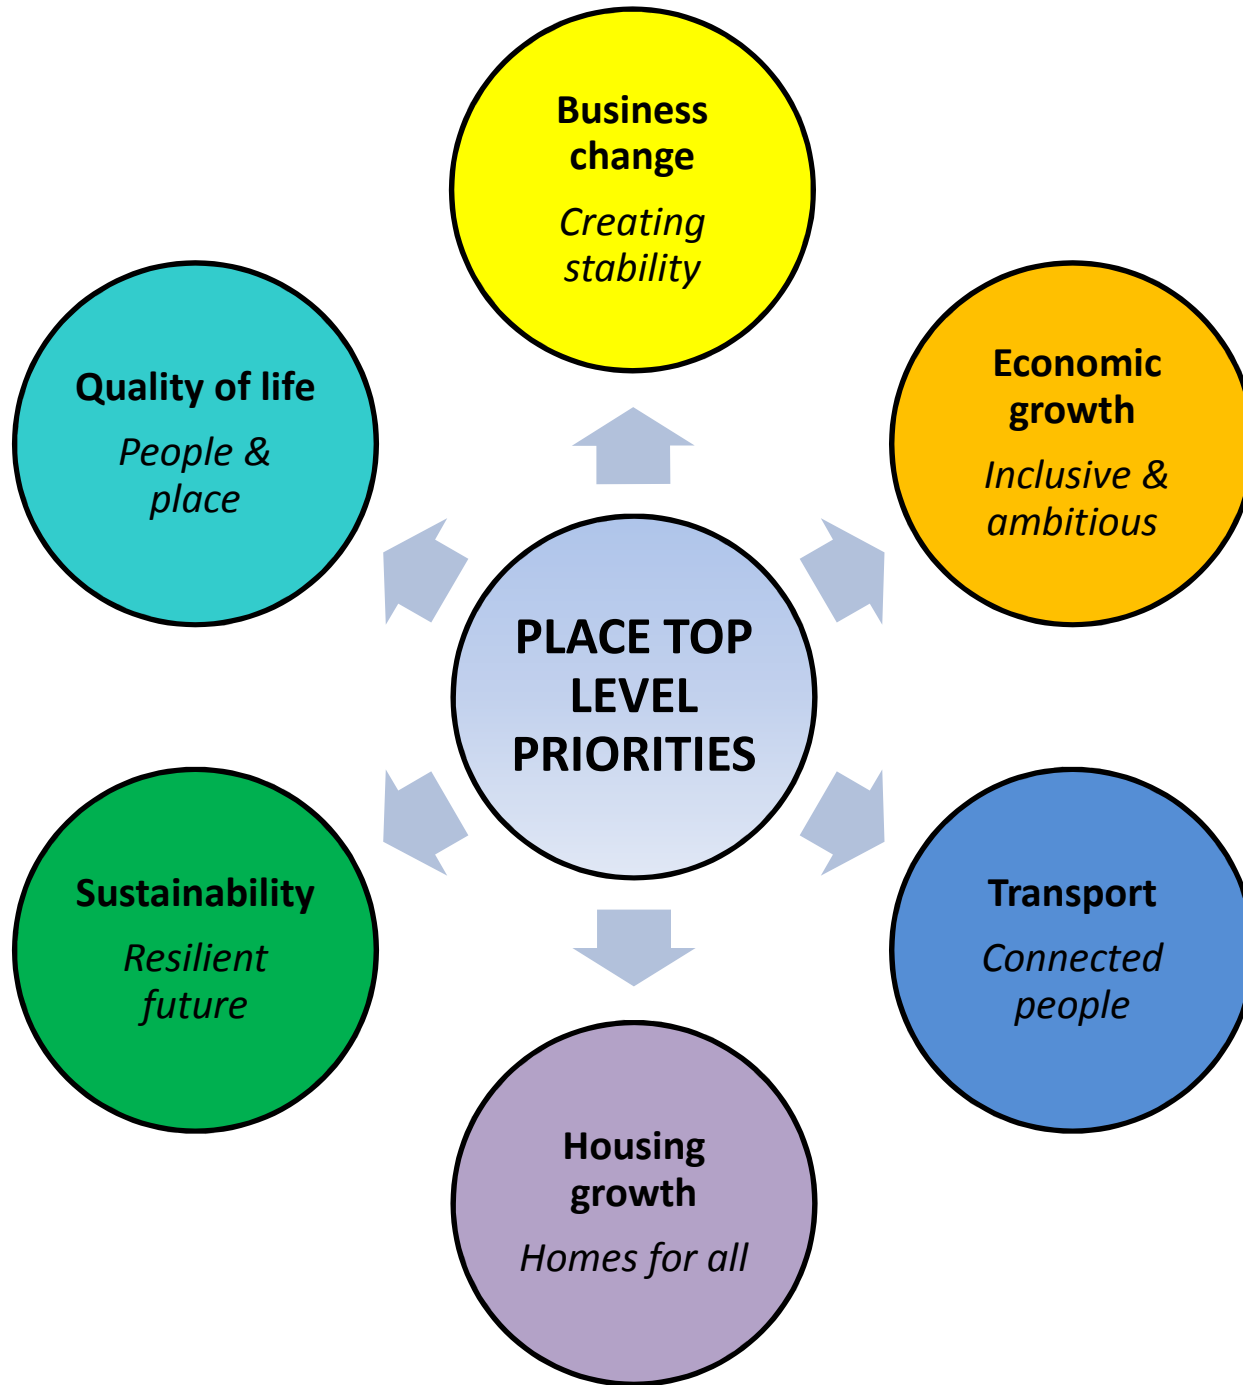 Business
change
Creating
stability
Economic
growth
Inclusive &
ambitious
Quality of life
People &
place
PLACE TOP
LEVEL
PRIORITIES
Sustainability
Resilient
future
Transport
Connected
people
Housing
growth
Homes for all